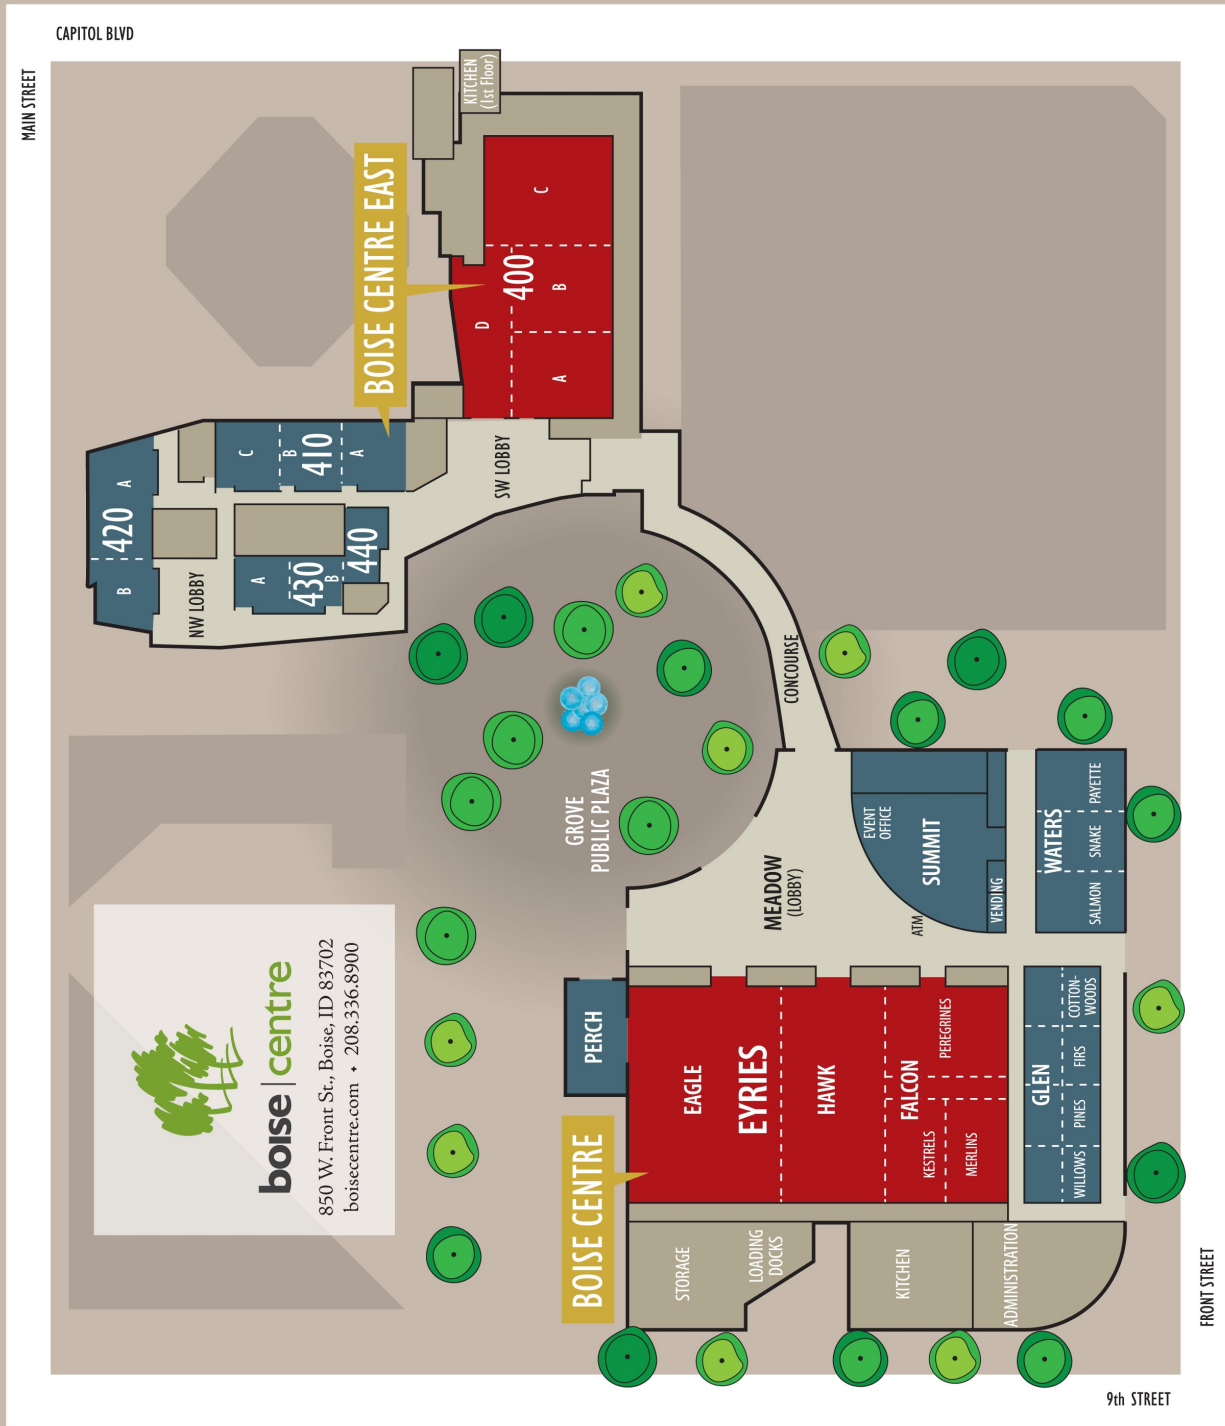 CAPITOL BLVD
MAIN STREET
KITCHEN
(1st Floor)
BOISE CENTRE EAST
C
400
B
D
A
SW LOBBY
C
B
410
A
420
A
B
NW LOBBY
A
430
B
440
CONCOURSE
GROVE
PUBLIC PLAZA
MEADOW
(LOBBY)
EVENT
OFFICE
SUMMIT
ATM
VENDING
WATERS
PAYETTE
SNAKE
SALMON
PERCH
EAGLE
EYRIES
HAWK
FALCON
PEREGRINES
KESTRELS
MERLINS
GLEN
COTTON-
WOODS
FIRS
PINES
WILLOWS
BOISE CENTRE
STORAGE
LOADING
DOCKS
KITCHEN
ADMINISTRATION
boise | centre
850 W. Front St., Boise, ID 83702
boisecentre.com • 208.336.8900
FRONT STREET
9th STREET